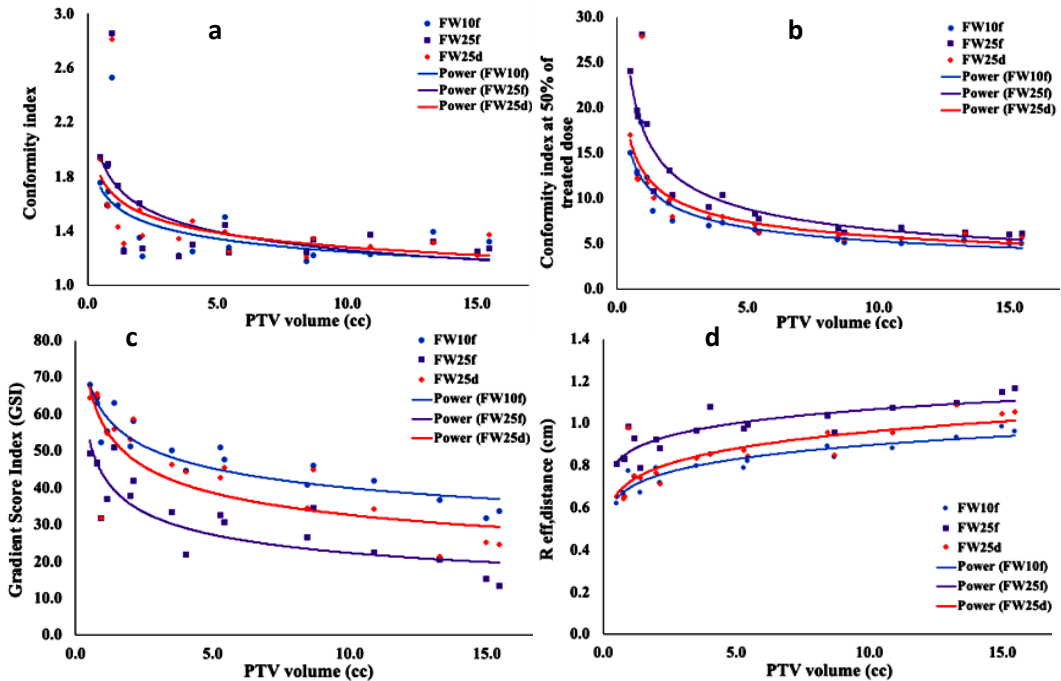 a
3.0
2.6
2.2
1.8
1.4
1.0
Conformity index
0.0
5.0
10.0
15.0
PTV volume (cc)
FW10f
FW25f
FW25d
Power (FW10f)
Power (FW25f)
Power (FW25d)
b
30.0
25.0
20.0
15.0
10.0
5.0
0.0
Conformity index at 50% of
treated dose
0.0
5.0
10.0
15.0
PTV volume (cc)
FW10f
FW25f
FW25d
Power (FW10f)
Power (FW25f)
Power (FW25d)
c
80.0
70.0
60.0
50.0
40.0
30.0
20.0
10.0
0.0
Gradient Score Index (GSI)
0.0
5.0
10.0
15.0
PTV volume (cc)
FW10f
FW25f
FW25d
Power (FW10f)
Power (FW25f)
Power (FW25d)
d
1.4
1.2
1.0
0.8
0.6
0.4
0.2
0.0
R eff,distance (cm)
0.0
5.0
10.0
15.0
PTV volume (cc)
FW10f
FW25f
FW25d
Power (FW10f)
Power (FW25f)
Power (FW25d)